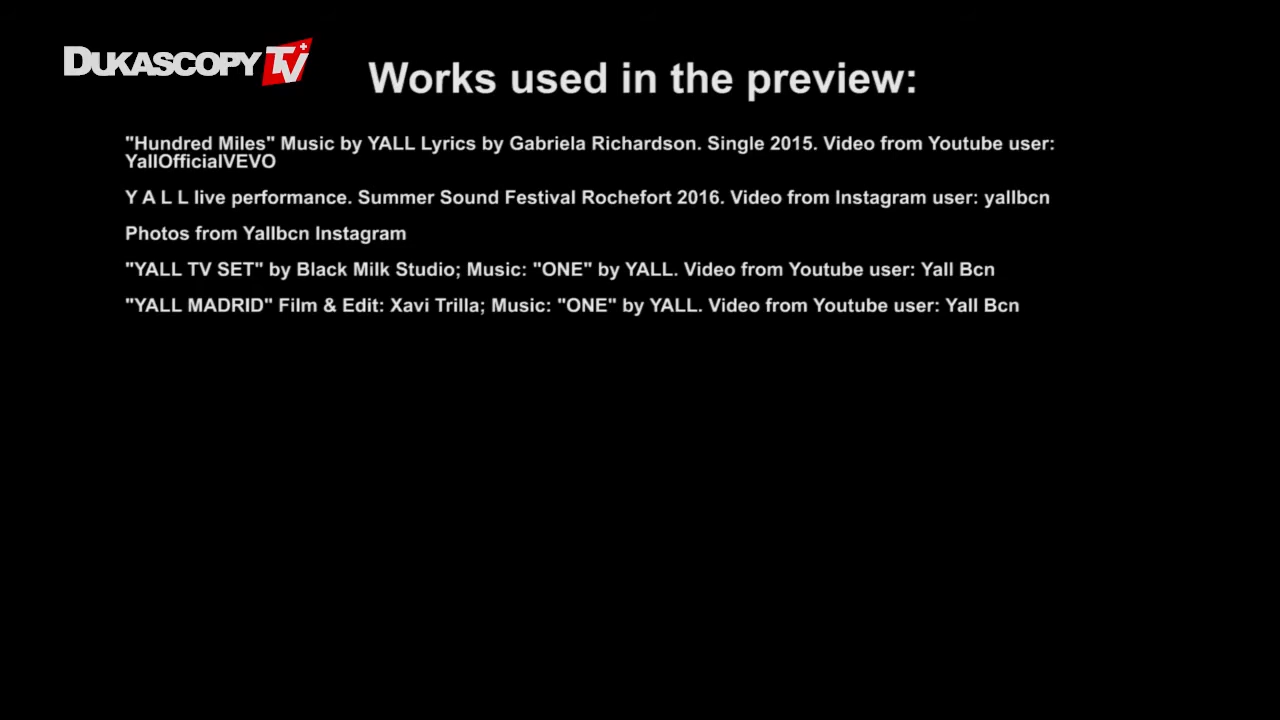 DUKASCOPY TV
Works used in the preview:
"Hundred Miles" Music by YALL Lyrics by Gabriela Richardson. Single 2015. Video from Youtube user:
YallOfficialVEVO
Y A L L live performance. Summer Sound Festival Rochefort 2016. Video from Instagram user: yallbcn
Photos from Yallbcn Instagram
"YALL TV SET" by Black Milk Studio; Music: "ONE" by YALL. Video from Youtube user: Yall Bcn
"YALL MADRID" Film & Edit: Xavi Trilla; Music: "ONE" by YALL. Video from Youtube user: Yall Bcn